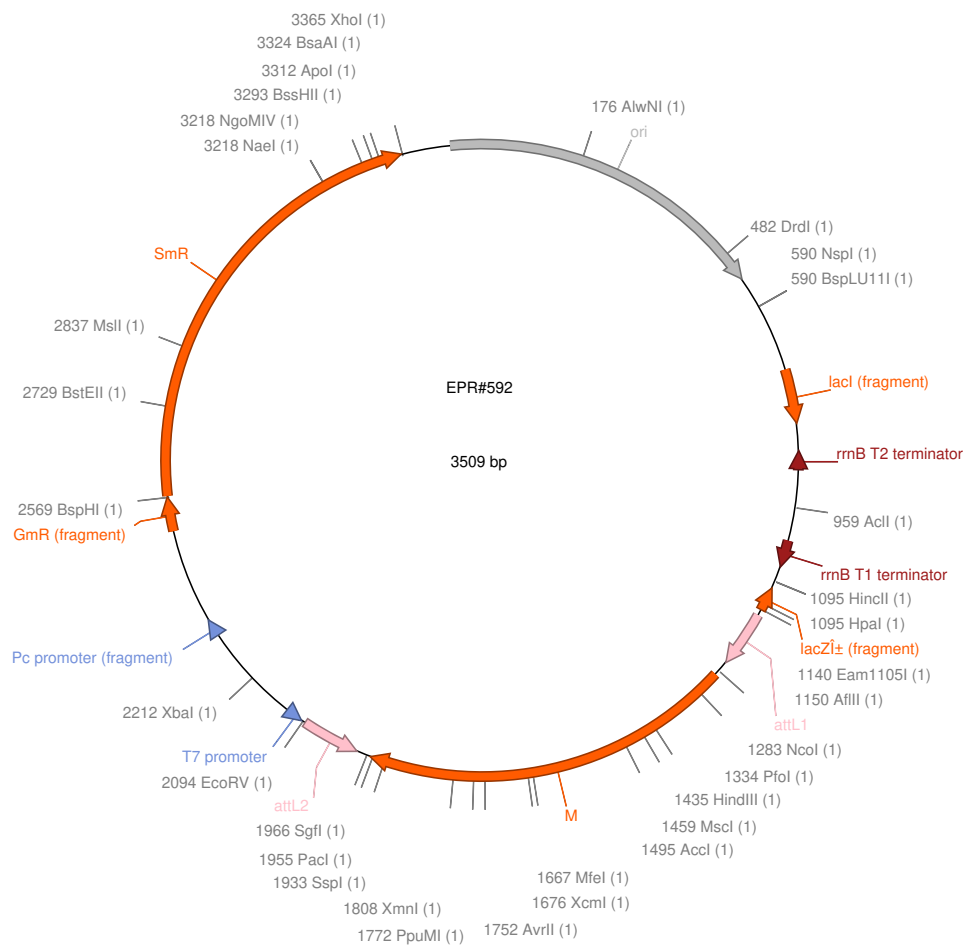 3365 XhoI (1)
3324 BsaAI (1)
3312 ApoI (1)
3293 BssHII (1)
3218 NgoMIV (1)
3218 NaeI (1)
176 AlwNI (1)
ori
482 DrdI (1)
590 NspI (1)
590 BspLU11I (1)
SmR
2837 MslI (1)
2729 BstEII (1)
EPR#592
3509 bp
lacI (fragment)
rrnB T2 terminator
959 AclI (1)
rrnB T1 terminator
1095 HincII (1)
1095 HpaI (1)
lacZÎ± (fragment)
1140 Eam1105I (1)
1150 AflII (1)
attL1
1283 NcoI (1)
1334 PfoI (1)
1435 HindIII (1)
1459 MscI (1)
1495 AccI (1)
2569 BspHI (1)
GmR (fragment)
Pc promoter (fragment)
2212 XbaI (1)
T7 promoter
2094 EcoRV (1)
attL2
1966 SgfI (1)
1955 PacI (1)
1933 SspI (1)
1808 XmnI (1)
1772 PpuMI (1)
M
1667 MfeI (1)
1676 XcmI (1)
1752 AvrII (1)